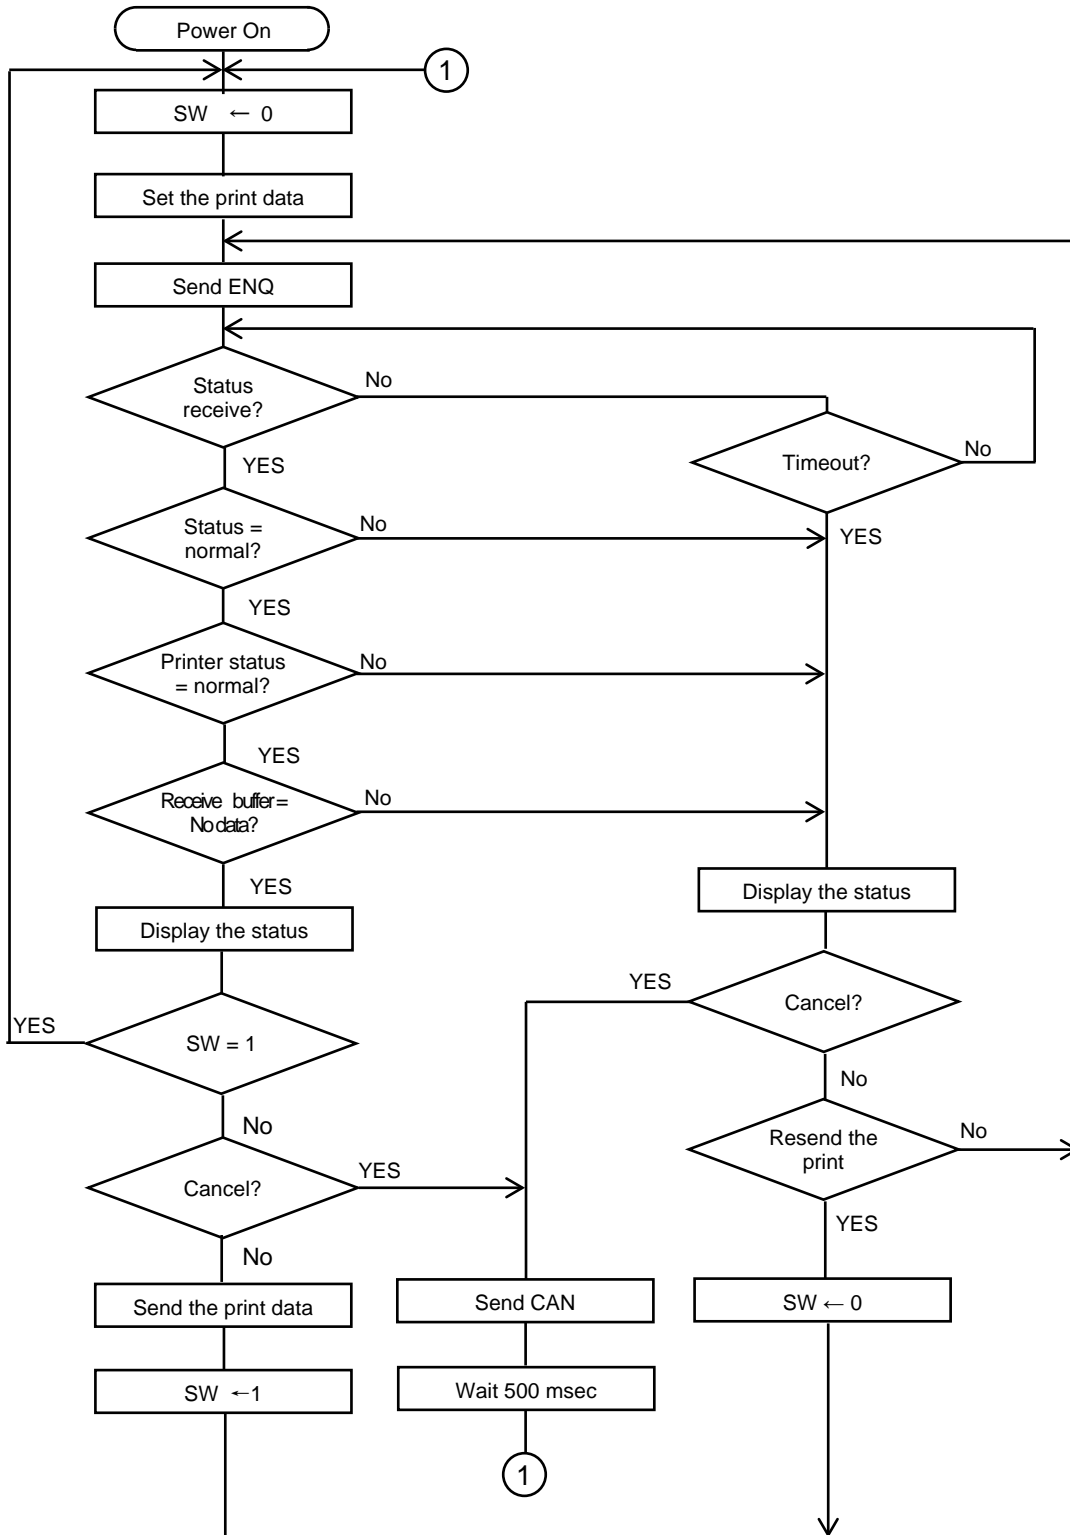 Power On
1
SW ← 0
Set the print data
Send ENQ
Status
receive?
No
YES
Timeout?
No
YES
Status =
normal?
No
YES
Printer status
= normal?
No
YES
Receive buffer =
No data?
No
YES
Display the status
Display the status
SW = 1
YES
No
Cancel?
YES
No
Resend the
print
No
YES
Cancel?
YES
No
Send the print data
Send CAN
SW ← 0
SW ←1
Wait 500 msec
1